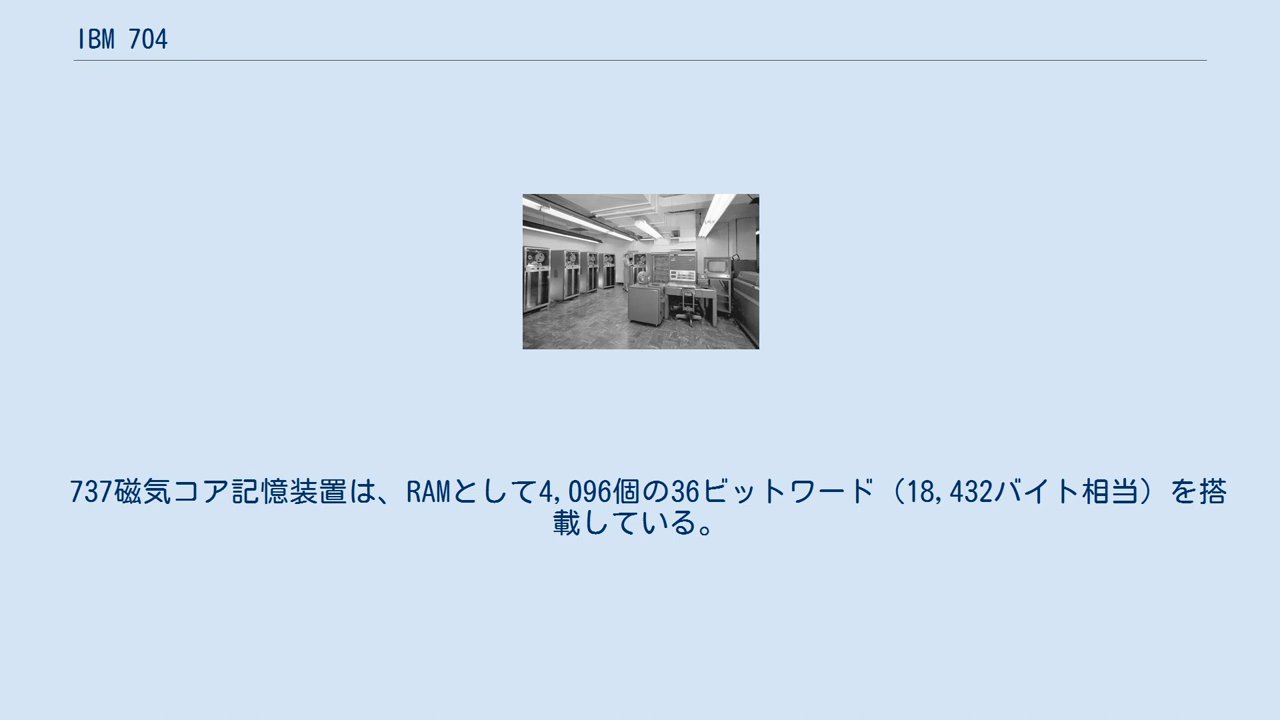 IBM 704
737磁気コア記憶装置は、RAMとして4,096個の36ビットワード（18,432バイト相当）を搭
載している。